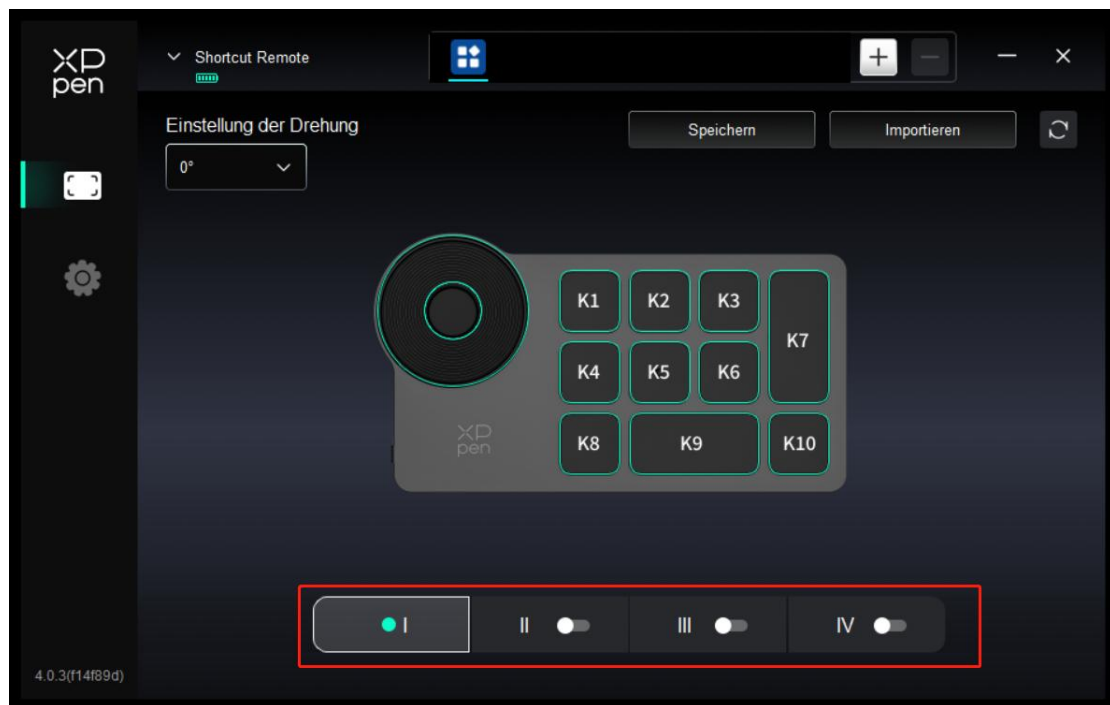 XP
pen
Shortcut Remote
Einstellung der Drehung
Speichern
Importieren
0°
K1 K2 K3
K7
K4 K5 K6
XP
pen
K8 K9 K10
I II III IV
4.0.3(f14f89d)